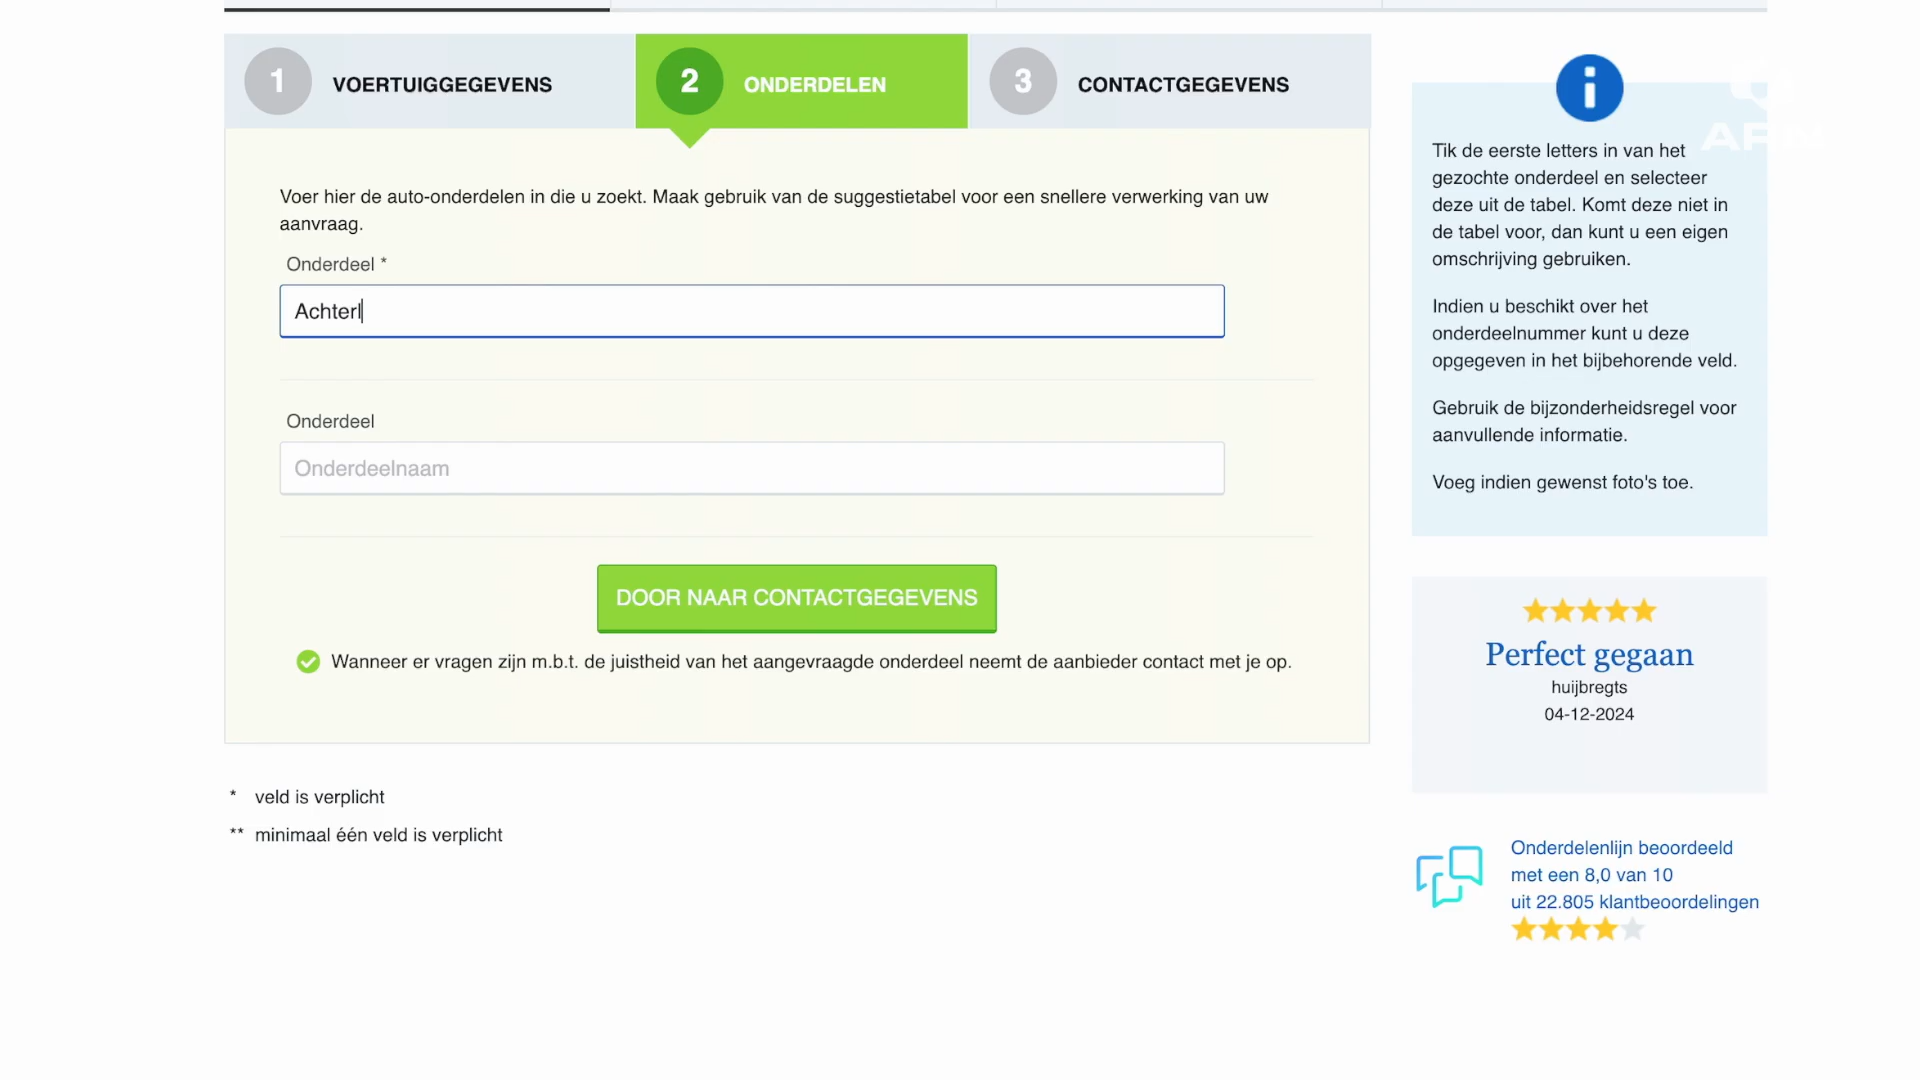 1 VOERTUIGGEGEVENS
2 ONDERDELEN
3 CONTACTGEGEVENS
Voer hier de auto-onderdelen in die u zoekt. Maak gebruik van de suggestietabel voor een snellere verwerking van uw
aanvraag.
Onderdeel *
Achterl
Onderdeel
Onderdeelnaam
DOOR NAAR CONTACTGEGEVENS
Wanneer er vragen zijn m.b.t. de juistheid van het aangevraagde onderdeel neemt de aanbieder contact met je op.
* veld is verplicht
** minimaal één veld is verplicht
Tik de eerste letters in van het
gezochte onderdeel en selecteer
deze uit de tabel. Komt deze niet in
de tabel voor, dan kunt u een eigen
omschrijving gebruiken.
Indien u beschikt over het
onderdeelnummer kunt u deze
opgegeven in het bijbehorende veld.
Gebruik de bijzonderheidsregel voor
aanvullende informatie.
Voeg indien gewenst foto's toe.
Perfect gegaan
huijbregts
04-12-2024
Onderdelenlijn beoordeeld
met een 8,0 van 10
uit 22.805 klantbeoordelingen